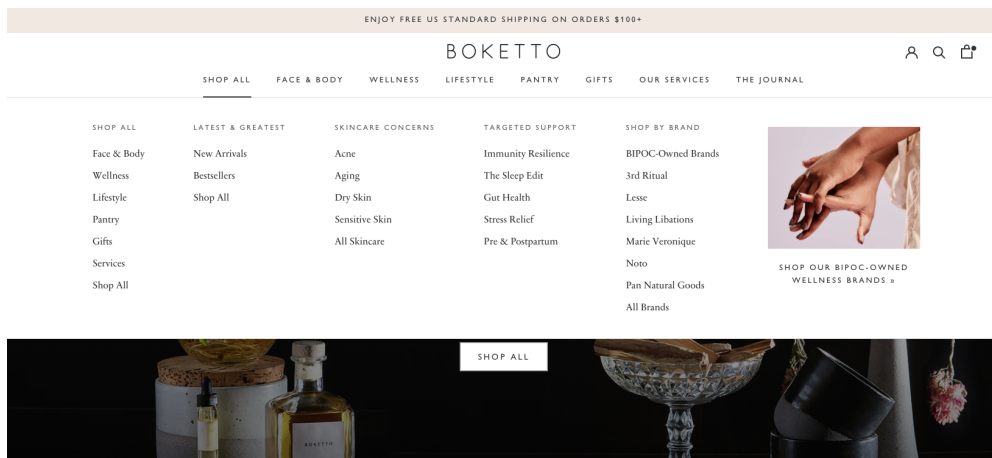 ENJOY FREE US STANDARD SHIPPING ON ORDERS $100+
BOKETTO
SHOP ALL
FACE & BODY
WELLNESS
LIFESTYLE
PANTRY
GIFTS
OUR SERVICES
THE JOURNAL
SHOP ALL
Face & Body
Wellness
Lifestyle
Pantry
Gifts
Services
Shop All
LATEST & GREATEST
New Arrivals
Bestsellers
Shop All
SKINCARE CONCERNS
Acne
Aging
Dry Skin
Sensitive Skin
All Skincare
TARGETED SUPPORT
Immunity Resilience
The Sleep Edit
Gut Health
Stress Relief
Pre & Postpartum
SHOP BY BRAND
BIPOC-Owned Brands
3rd Ritual
Lesse
Living Libations
Marie Veronique
Noto
Pan Natural Goods
All Brands
SHOP OUR BIPOC-OWNED
WELLNESS BRANDS »
SHOP ALL
BOKETTO